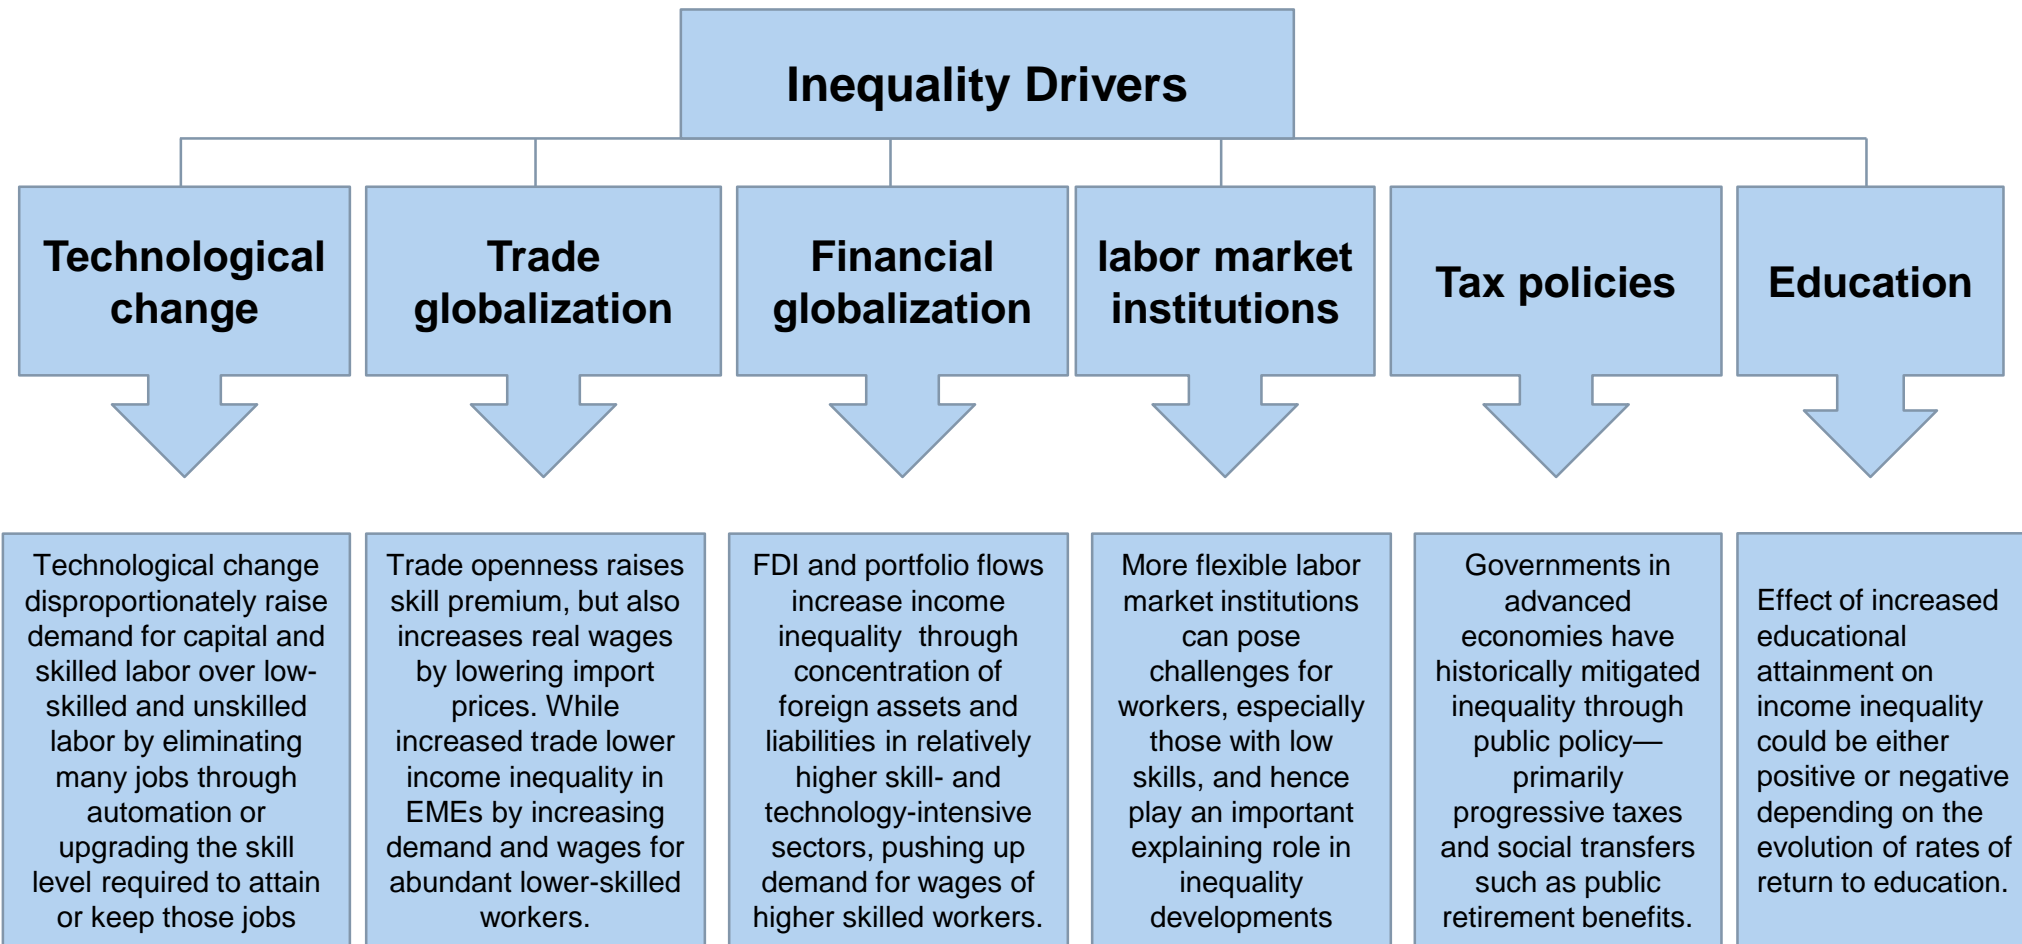 Inequality Drivers
Technological
change
Trade
globalization
Financial
globalization
labor market
institutions
Tax policies
Education
Technological change
disproportionately raise
demand for capital and
skilled labor over low-
skilled and unskilled
labor by eliminating
many jobs through
automation or
upgrading the skill
level required to attain
or keep those jobs
Trade openness raises
skill premium, but also
increases real wages
by lowering import
prices. While
increased trade lower
income inequality in
EMEs by increasing
demand and wages for
abundant lower-skilled
workers.
FDI and portfolio flows
increase income
inequality through
concentration of
foreign assets and
liabilities in relatively
higher skill- and
technology-intensive
sectors, pushing up
demand for wages of
higher skilled workers.
More flexible labor
market institutions
can pose
challenges for
workers, especially
those with low
skills, and hence
play an important
explaining role in
inequality
developments
Governments in
advanced
economies have
historically mitigated
inequality through
public policy—
primarily
progressive taxes
and social transfers
such as public
retirement benefits.
Effect of increased
educational
attainment on
income inequality
could be either
positive or negative
depending on the
evolution of rates of
return to education.